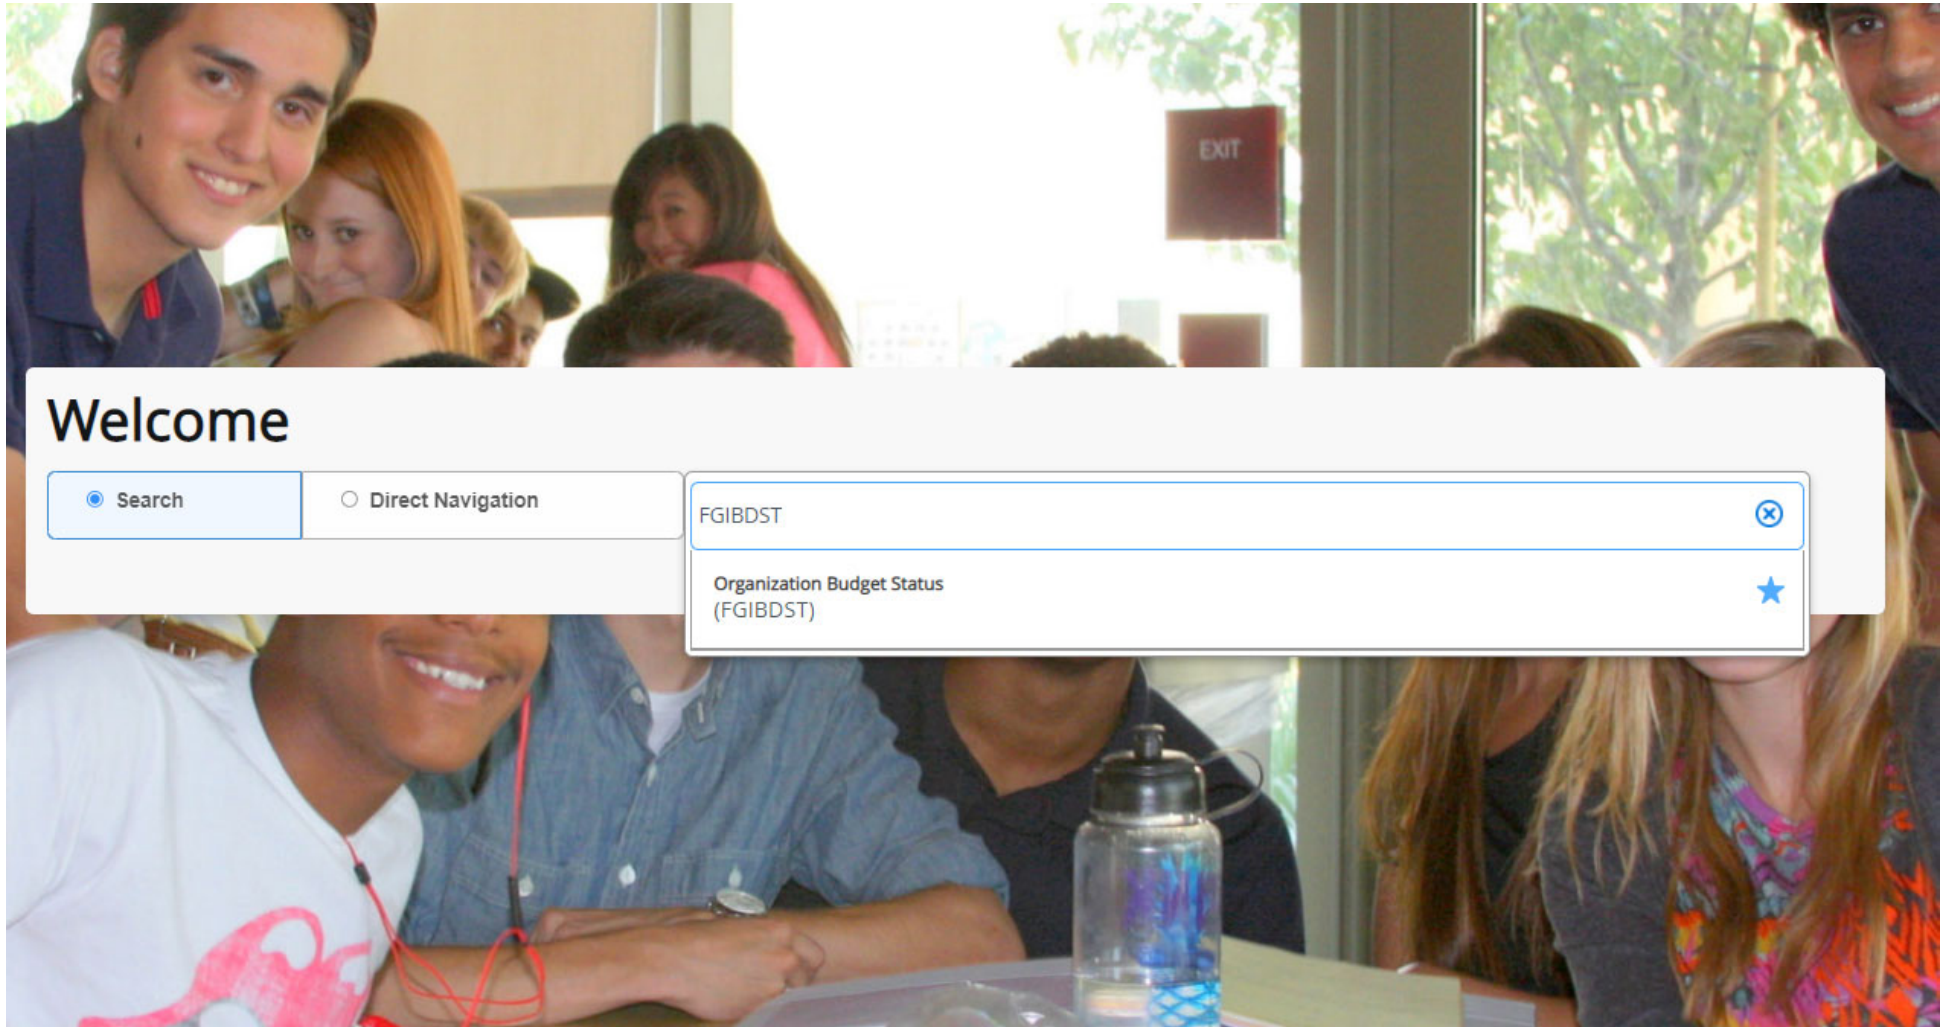 EXIT
Welcome
Search
Direct Navigation
FGIBDST
Organization Budget Status
(FGIBDST)